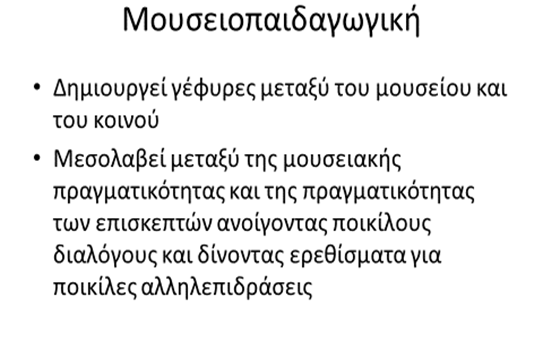 Μουσειοπαιδαγωγική
• Δημιουργεί γέφυρες μεταξύ του μουσείου και
του κοινού
• Μεσολαβεί μεταξύ της μουσειακής
πραγματικότητας και της πραγματικότητας
των επισκεπτών ανοίγοντας ποικίλους
διαλόγους και δίνοντας ερεθίσματα για
ποικίλες αλληλεπιδράσεις